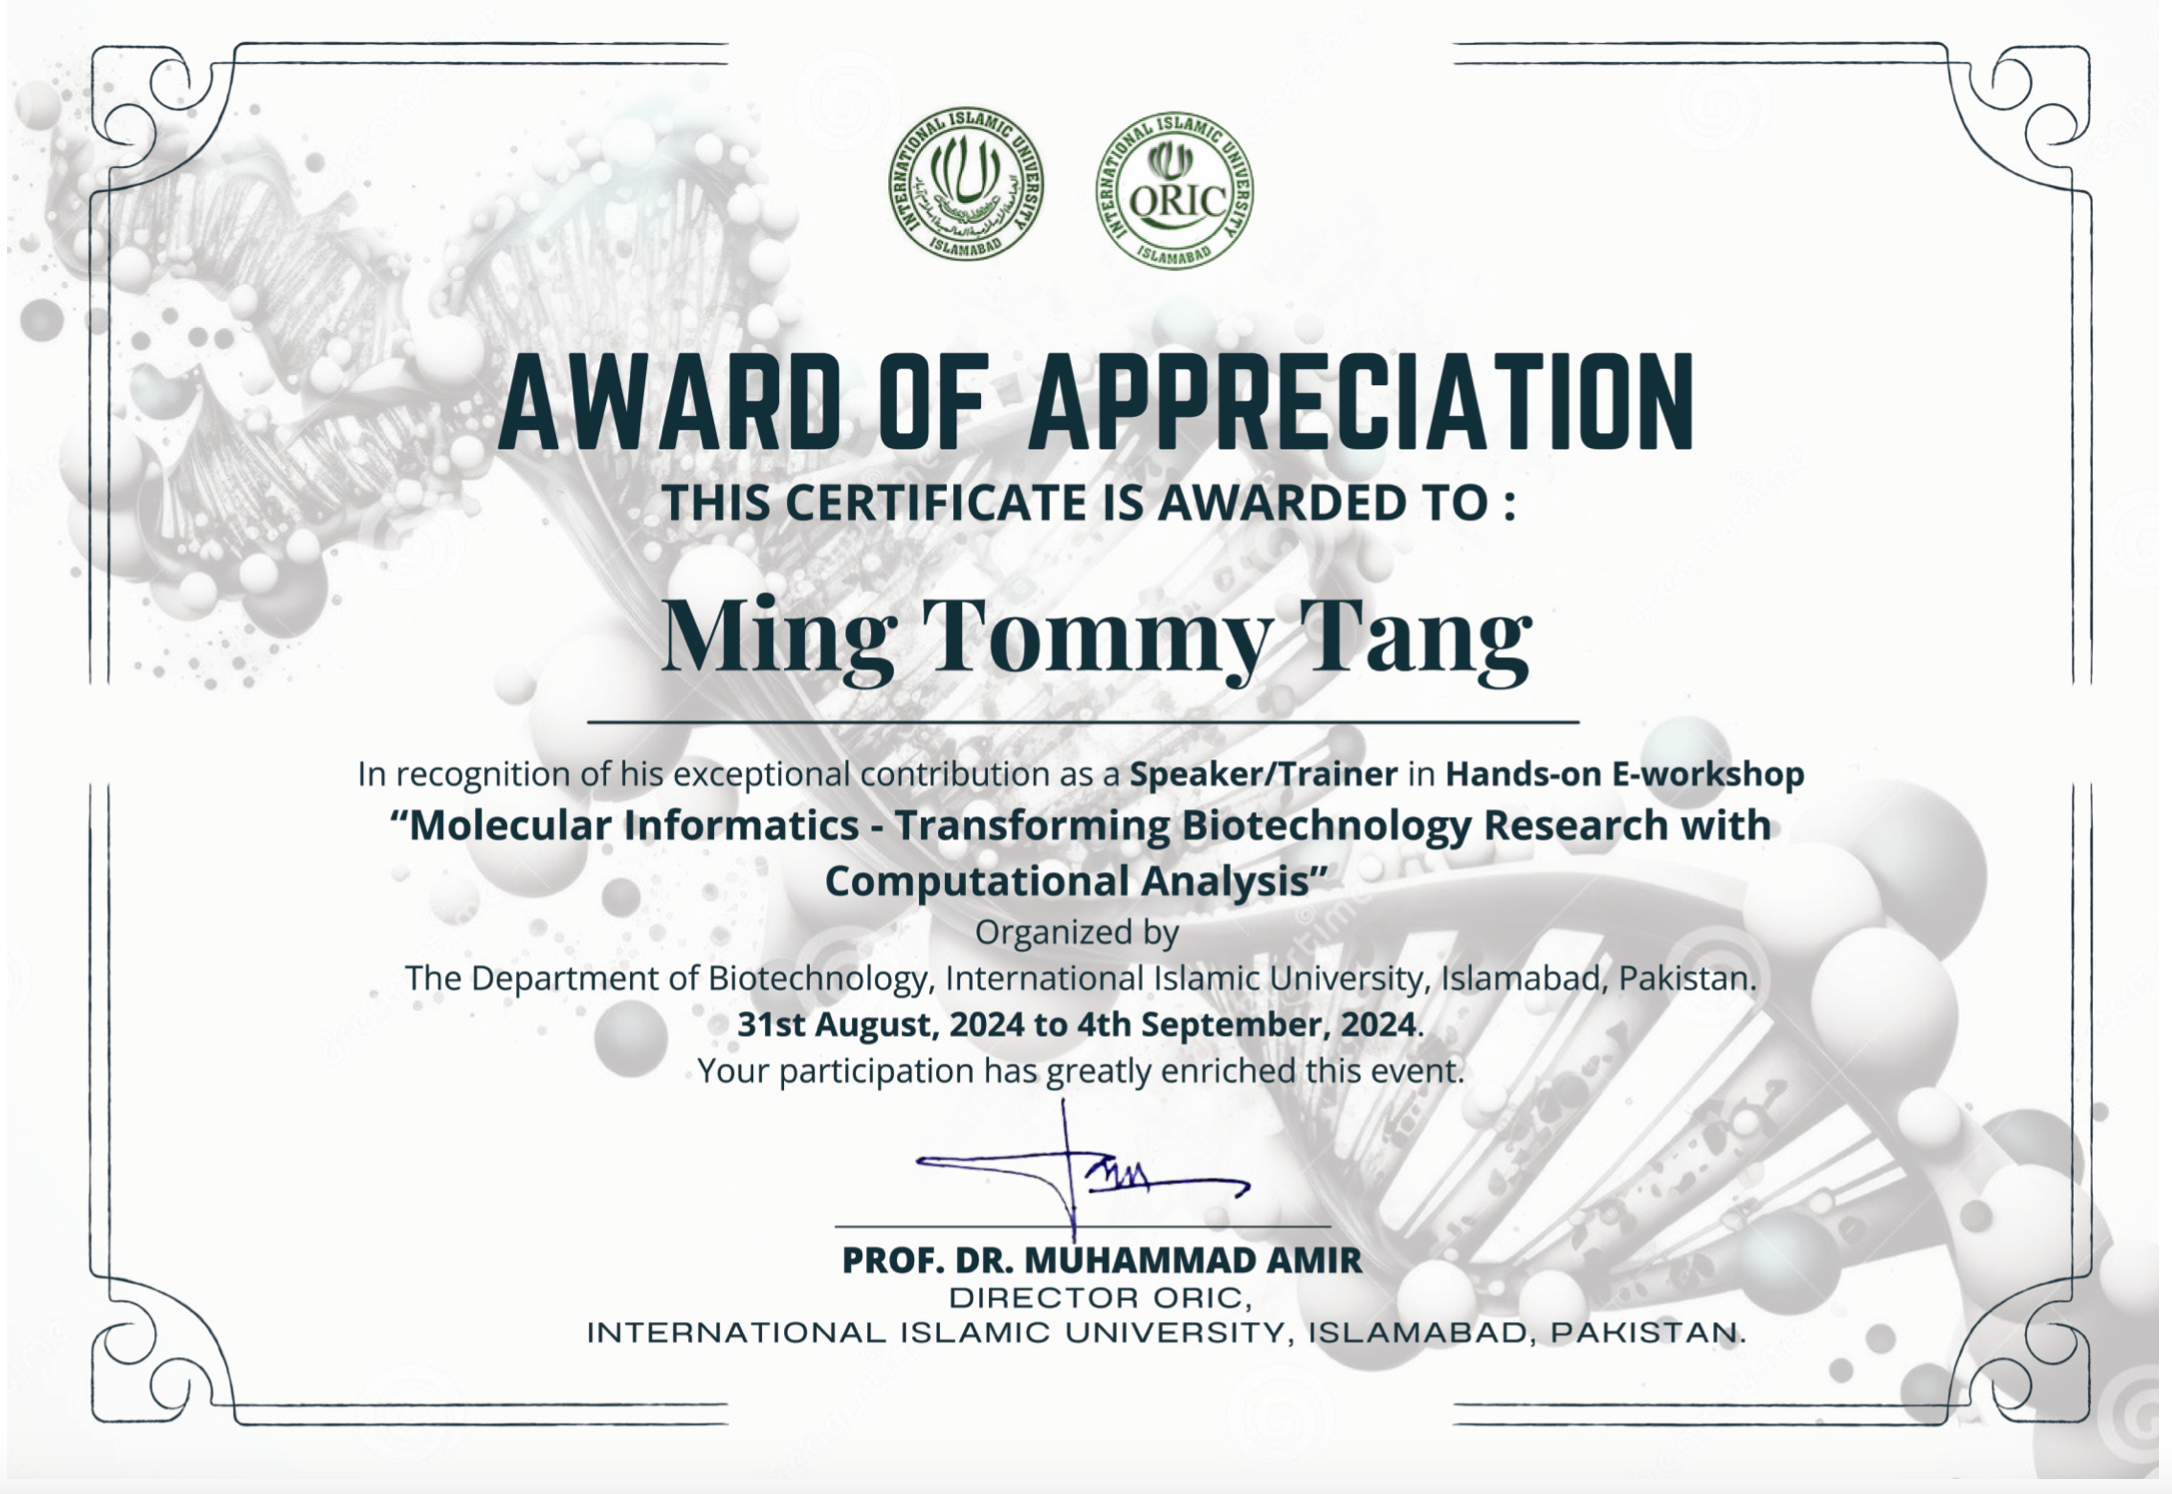 INTERNATIONAL ISLAMIC UNIVERSITY
ISLAMABAD
INTERNATIONAL ISLAMIC UNIVERSITY
ORIC
ISLAMABAD
AWARD OF APPRECIATION
THIS CERTIFICATE IS AWARDED TO :
Ming Tommy Tang
In recognition of his exceptional contribution as a Speaker/Trainer in Hands-on E-workshop
“Molecular Informatics - Transforming Biotechnology Research with
Computational Analysis”
Organized by
The Department of Biotechnology, International Islamic University, Islamabad, Pakistan.
31st August, 2024 to 4th September, 2024.
Your participation has greatly enriched this event.
PROF. DR. MUHAMMAD AMIR
DIRECTOR ORIC,
INTERNATIONAL ISLAMIC UNIVERSITY, ISLAMABAD, PAKISTAN.